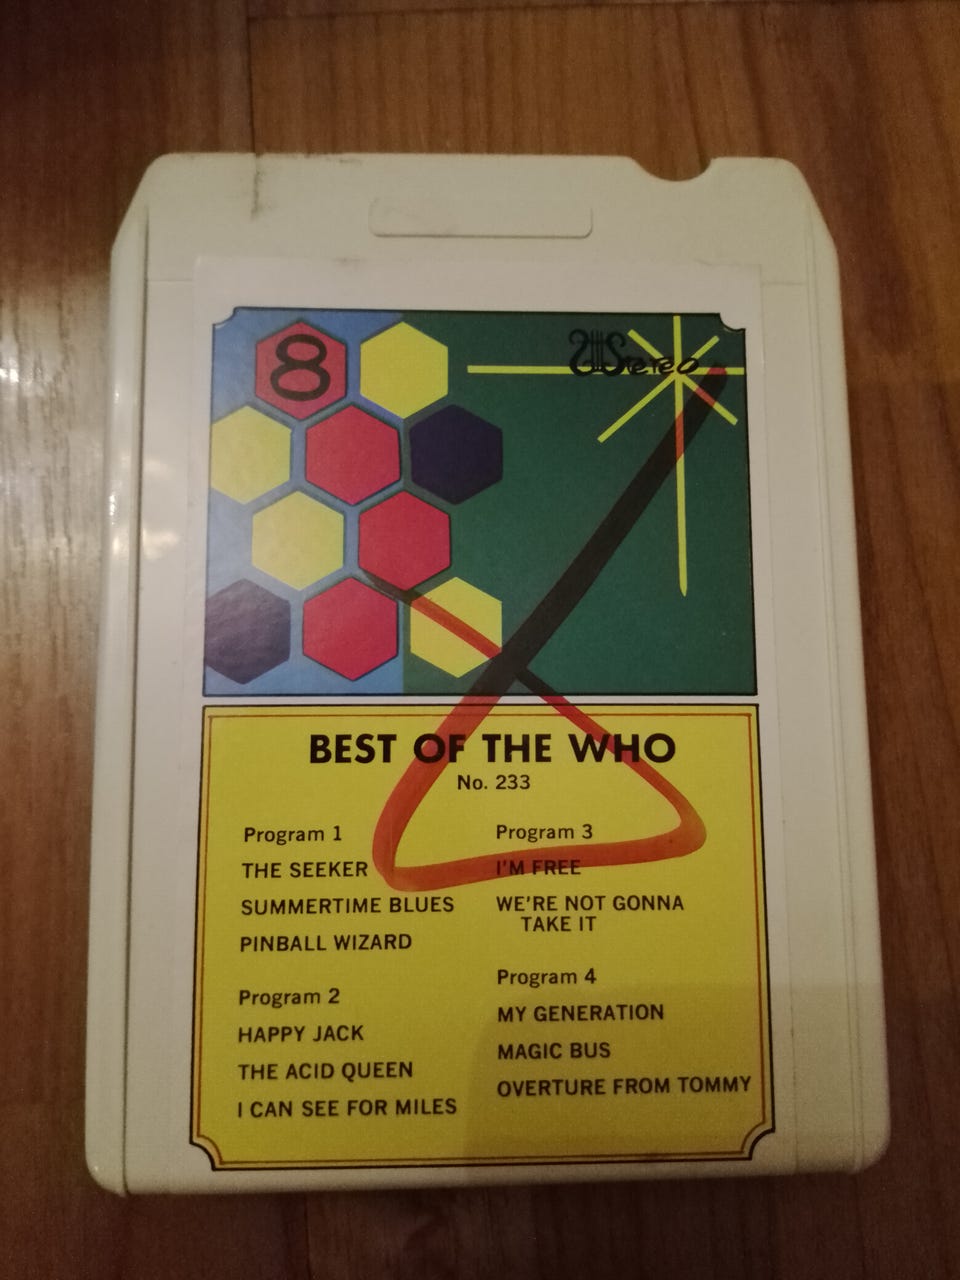 8
Stereo
BEST OF THE WHO
No. 233
Program 1
THE SEEKER
SUMMERTIME BLUES
PINBALL WIZARD
Program 2
HAPPY JACK
THE ACID QUEEN
I CAN SEE FOR MILES
Program 3
I'M FREE
WE'RE NOT GONNA
TAKE IT
Program 4
MY GENERATION
MAGIC BUS
OVERTURE FROM TOMMY